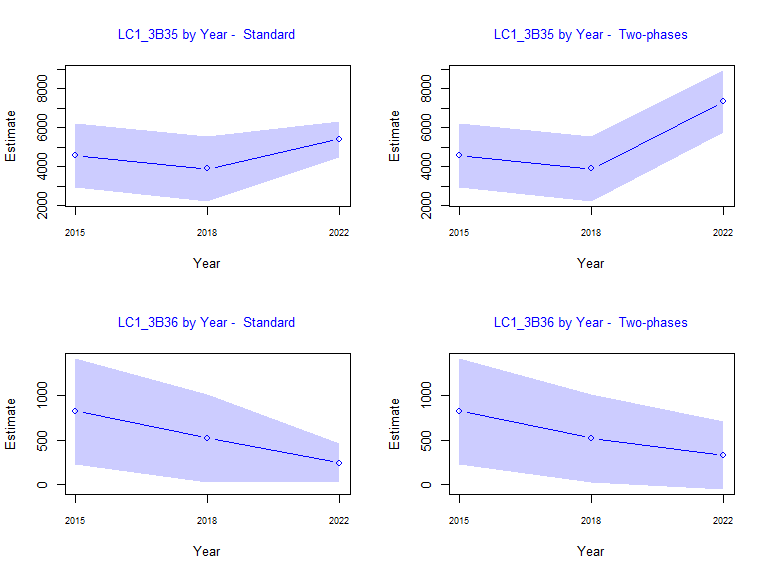 LC1_3B35 by Year -  Standard
Estimate
8000
6000
4000
2000
2015
2018
2022
Year
LC1_3B35 by Year -  Two-phases
Estimate
8000
6000
4000
2000
2015
2018
2022
Year
LC1_3B36 by Year -  Standard
Estimate
1000
500
0
2015
2018
2022
Year
LC1_3B36 by Year -  Two-phases
Estimate
1000
500
0
2015
2018
2022
Year